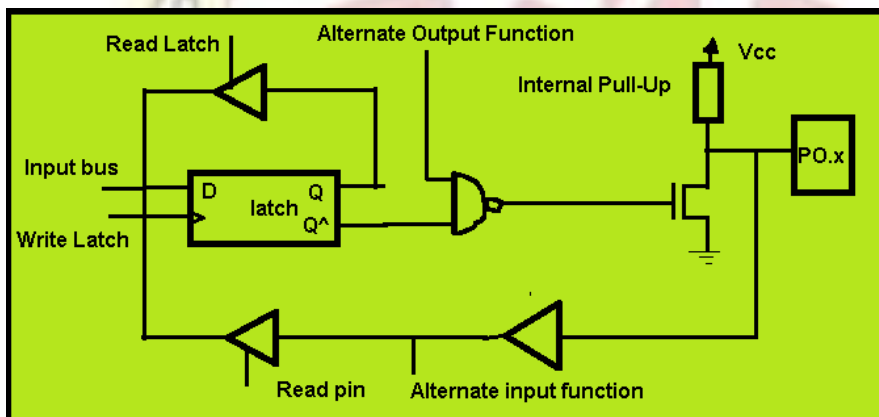 Alternate Output Function
Read Latch
Vcc
Internal Pull-Up
PO.x
Input bus
D
Q
latch
Q^
Write Latch
Read pin
Alternate input function